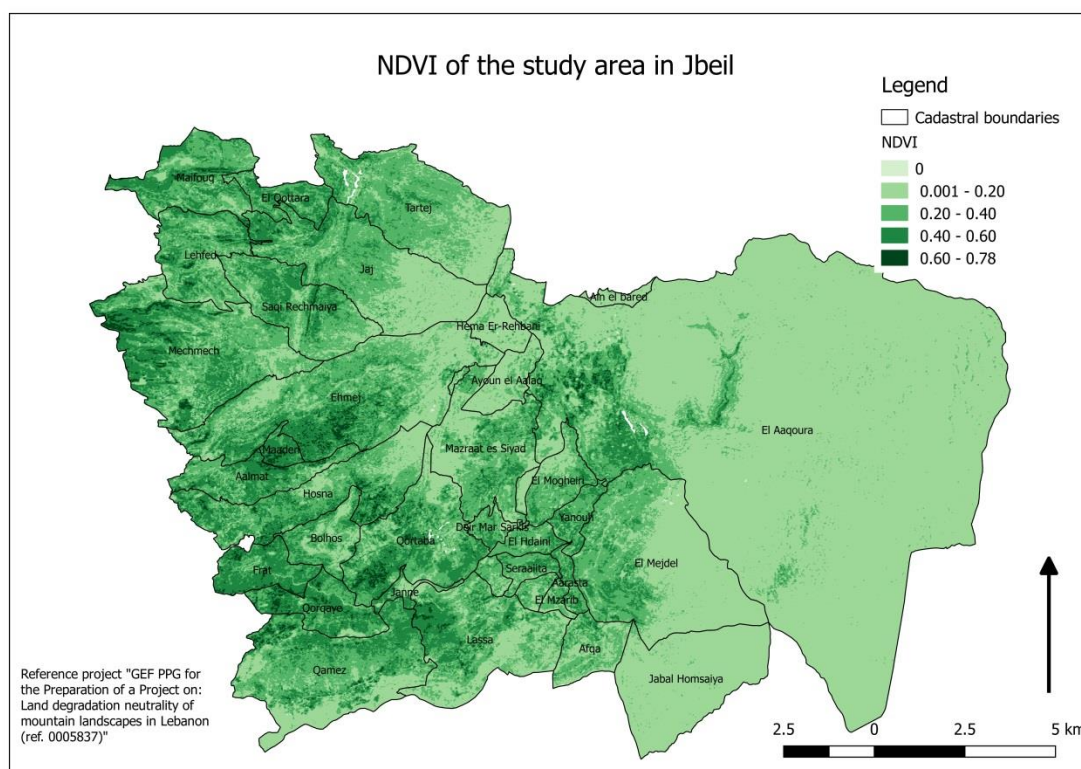 NDVI of the study area in Jbeil
Legend
Cadastral boundaries
NDVI
0
0.001 - 0.20
0.20 - 0.40
0.40 - 0.60
0.60 - 0.78
Maifouq
El Qottara
Tartej
Lehfed
Jaj
Saqi Rechmaiya
Ain el bared
Hema Er-Rehbani
Mechmech
Ayoun el Aalaq
Ehmej
El Aaqoura
Maaden
Mazraat es Siyad
Aalmat
El Mogheiri
Hosna
Yanouh
Deir Mar Sarkis
Bolhos
Qortaba
El Hdaini
El Mejdel
Frat
Seraaiita
Janne
Aarasta
El Mzarib
Qorqaya
Lassa
Afqa
Qamez
Jabal Homsaiya
Reference project "GEF PPG for
the Preparation of a Project on:
Land degradation neutrality of
mountain landscapes in Lebanon
(ref. 0005837)"
2.5 0 2.5 5 km